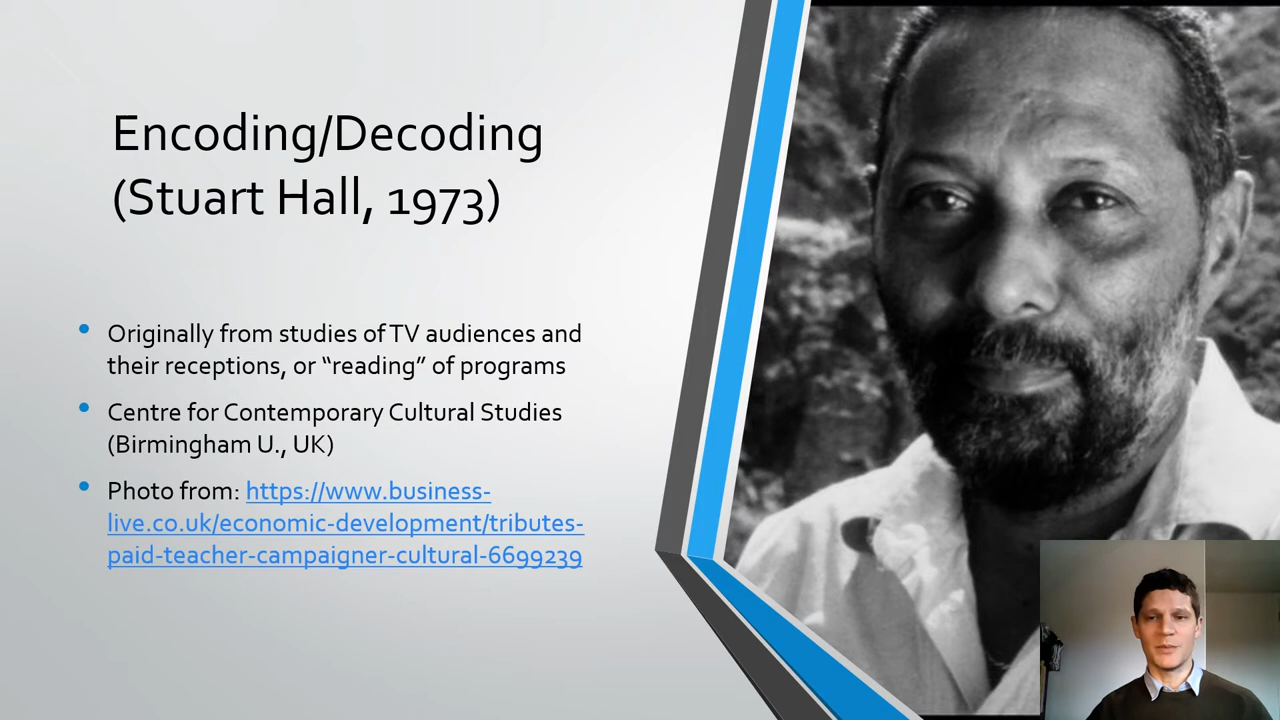 Encoding/Decoding
(Stuart Hall, 1973)
• Originally from studies of TV audiences and
their receptions, or “reading” of programs
• Centre for Contemporary Cultural Studies
(Birmingham U., UK)
• Photo from: https://www.business-
live.co.uk/economic-development/tributes-
paid-teacher-campaigner-cultural-6699239